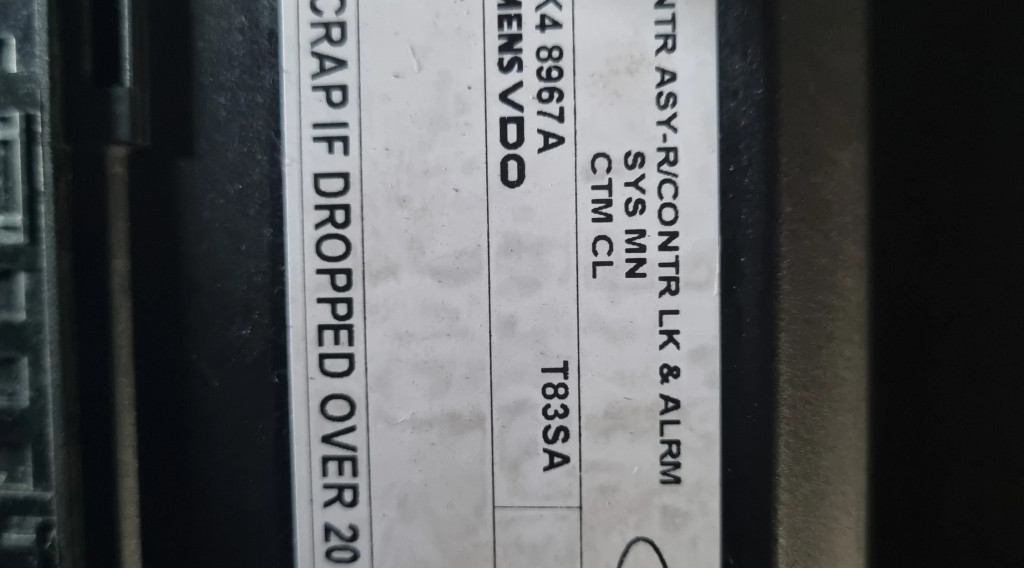 NTR ASY-R/CONTR LK & ALRM
SYS MN
CTM CL
K4 8967A T83SA
MENS VDO
CRAP IF DROPPED OVER 20